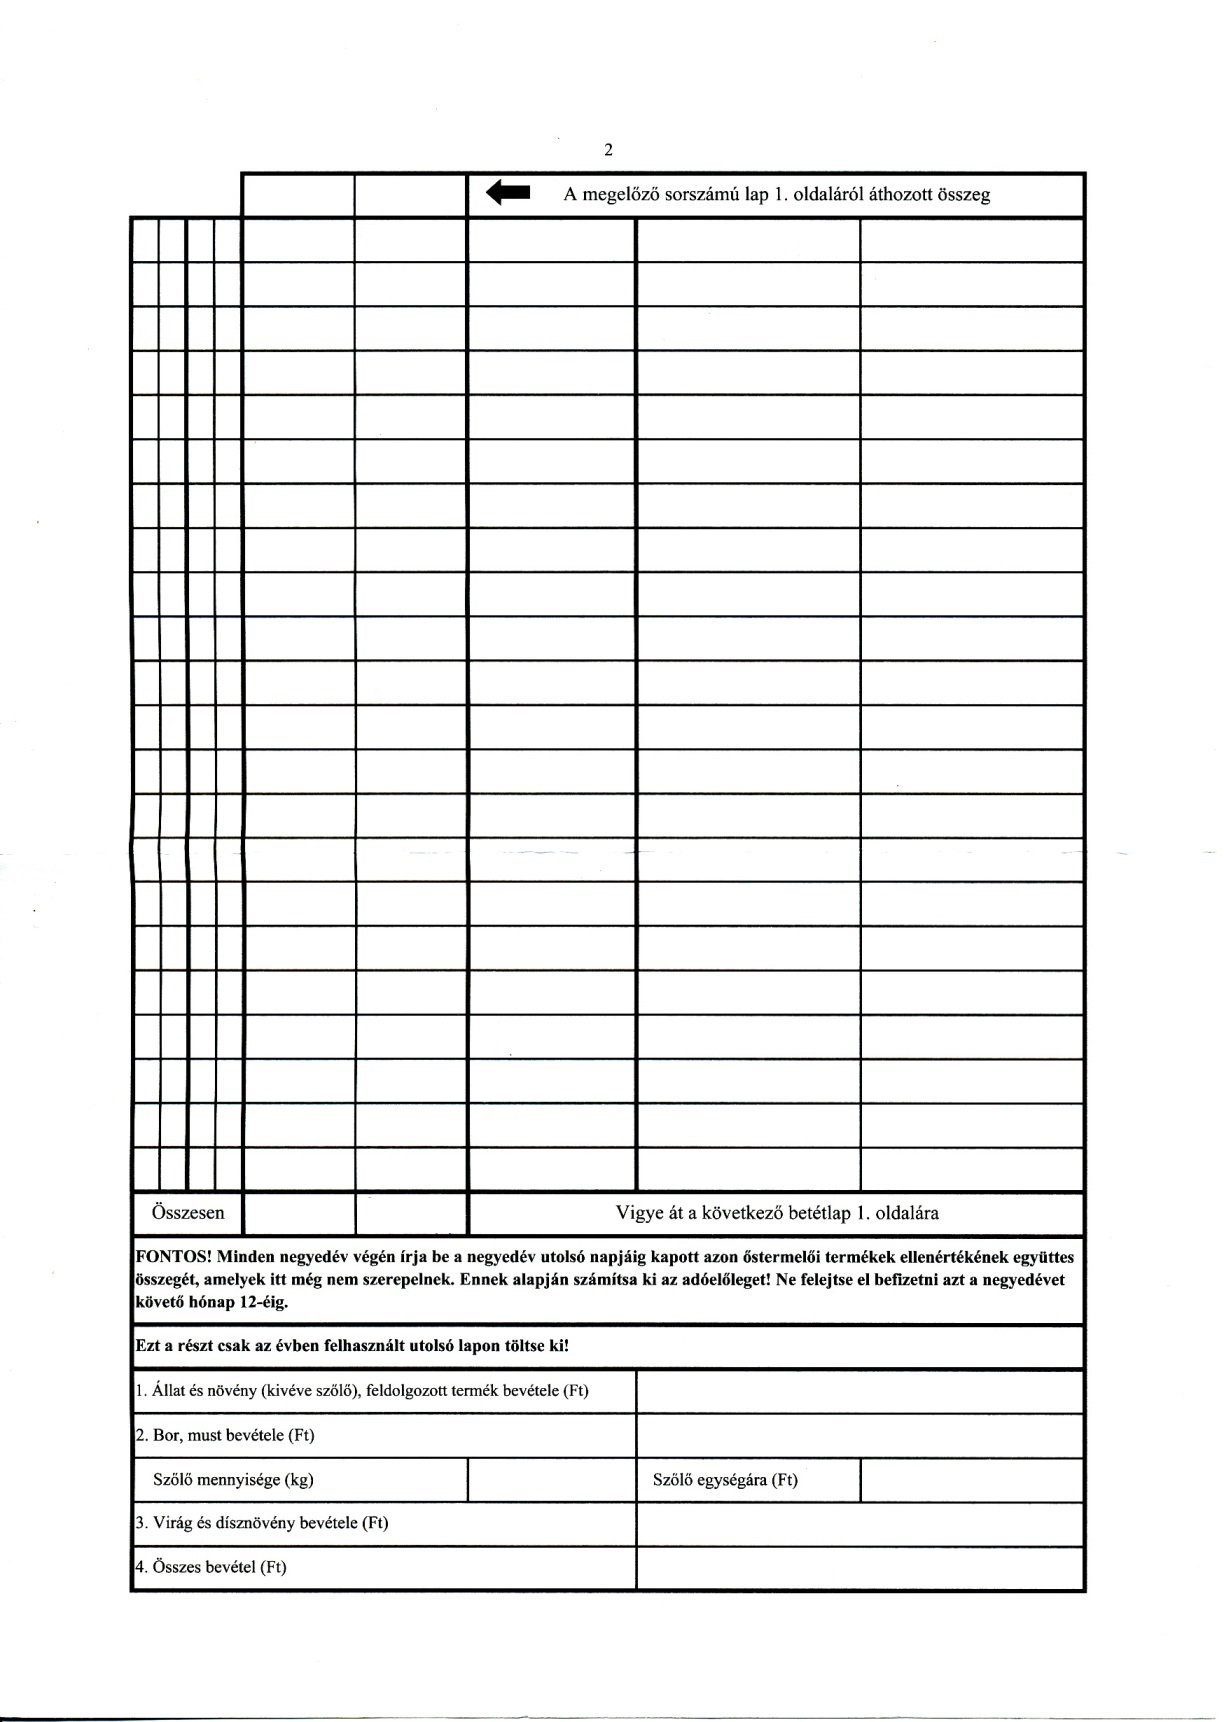 2
A megelőző sorszámú lap 1. oldaláról áthozott összeg
Összesen
Vigye át a következő betétlap 1. oldalára
FONTOS! Minden negyedév végén írja be a negyedév utolsó napjáig kapott azon őstermelői termékek ellenértékének együttes
összegét, amelyek itt még nem szerepelnek. Ennek alapján számítsa ki az adóelőleget! Ne felejtse el befizetni azt a negyedévet
követő hónap 12-éig.
Ezt a részt csak az évben felhasznált utolsó lapon töltse ki!
1. Állat és növény (kivéve szőlő), feldolgozott termék bevétele (Ft)
2. Bor, must bevétele (Ft)
Szőlő mennyisége (kg)
Szőlő egységára (Ft)
3. Virág és dísznövény bevétele (Ft)
4. Összes bevétel (Ft)